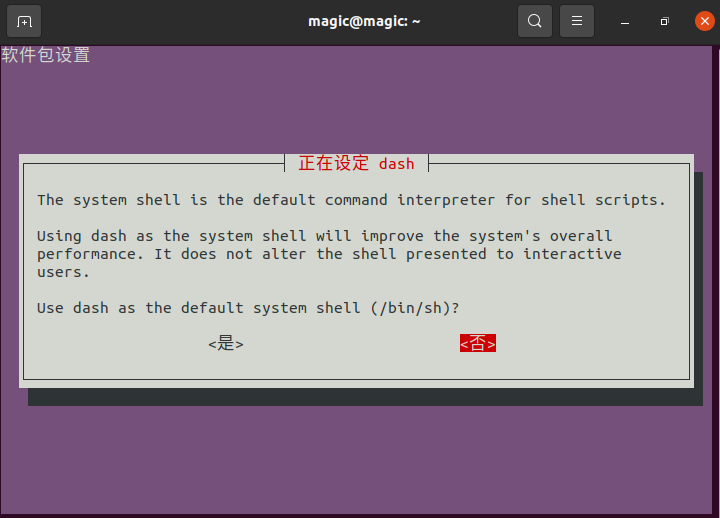 magic@magic: ~
软件包设置
正在设定 dash
The system shell is the default command interpreter for shell scripts.
Using dash as the system shell will improve the system's overall
performance. It does not alter the shell presented to interactive
users.
Use dash as the default system shell (/bin/sh)?
<是> <否>